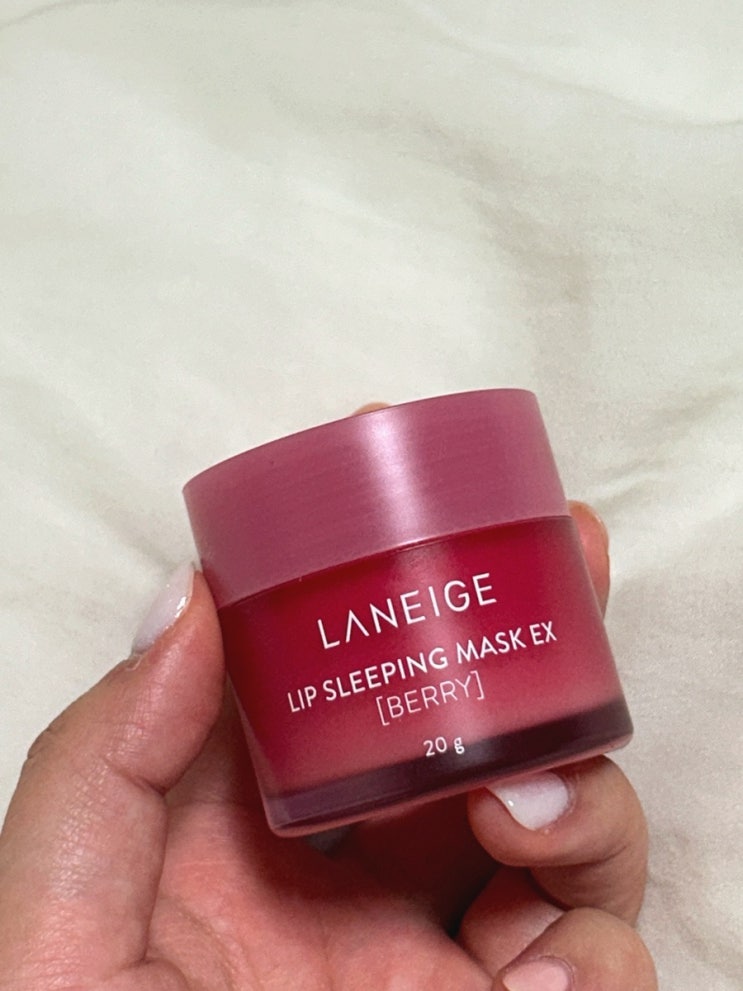 LANEIGE
LIP SLEEPING MASK EX
[BERRY]
20 g